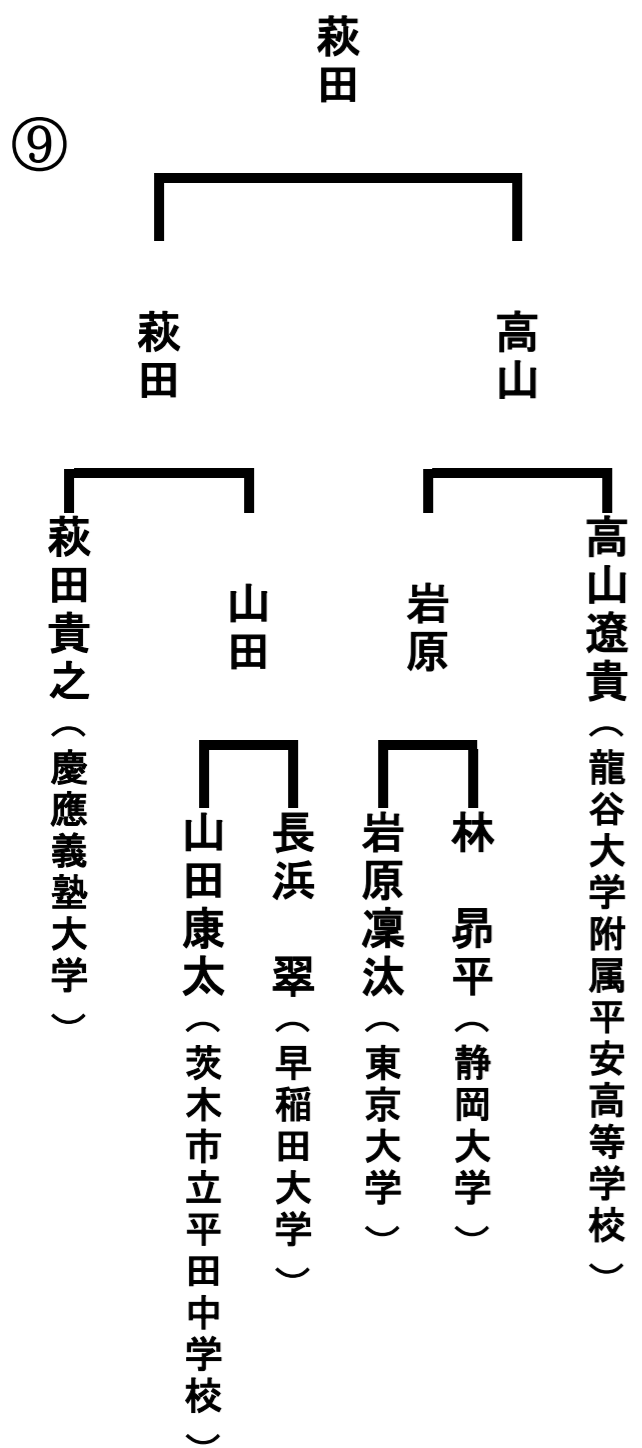 萩田
⑨
萩田
高山
山田
岩原
萩田貴之（慶應義塾大学）
山田康太（茨木市立平田中学校）
長浜　翠（早稲田大学）
岩原凜汰（東京大学）
林　昴平（静岡大学）
高山遼貴（龍谷大学附属平安高等学校）